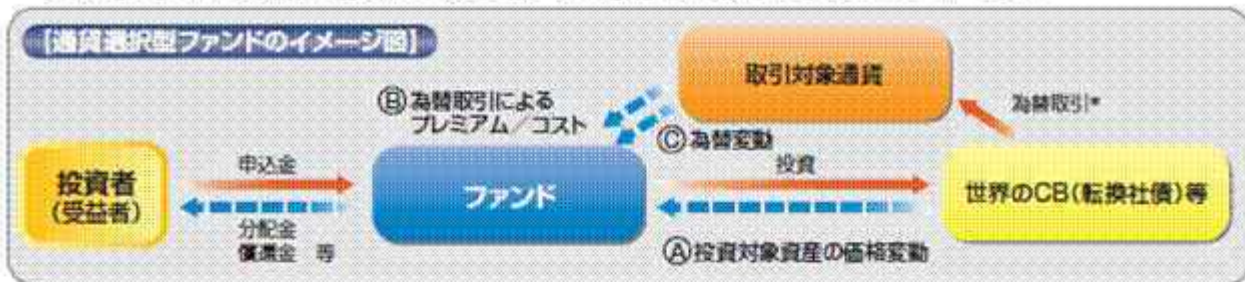 【通貨選択型ファンドのイメージ図】
取引対象通貨
Ⓑ為替取引による
プレミアム／コスト
為替取引*
Ⓒ為替変動
投資者
(受益者)
申込金
ファンド
投資
世界のCB(転換社債)等
分配金
償還金 等
Ⓐ投資対象資産の価格変動